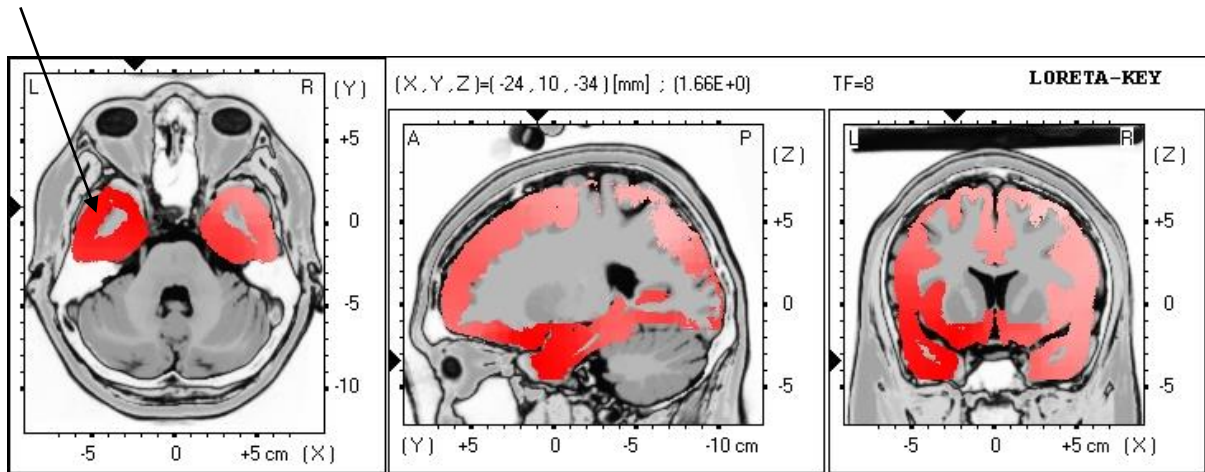 (X,Y,Z)=(-24,10,-34)[mm] ; (1.66E+0) TF=8 LORETA-KEY
L R (Y)
+5
0
-5
-10
-5 0 +5 cm (X)
A P (Z)
+5
0
-5
(Y) +5 0 -5 -10 cm
L R (Z)
+5
0
-5
-5 0 +5 cm (X)